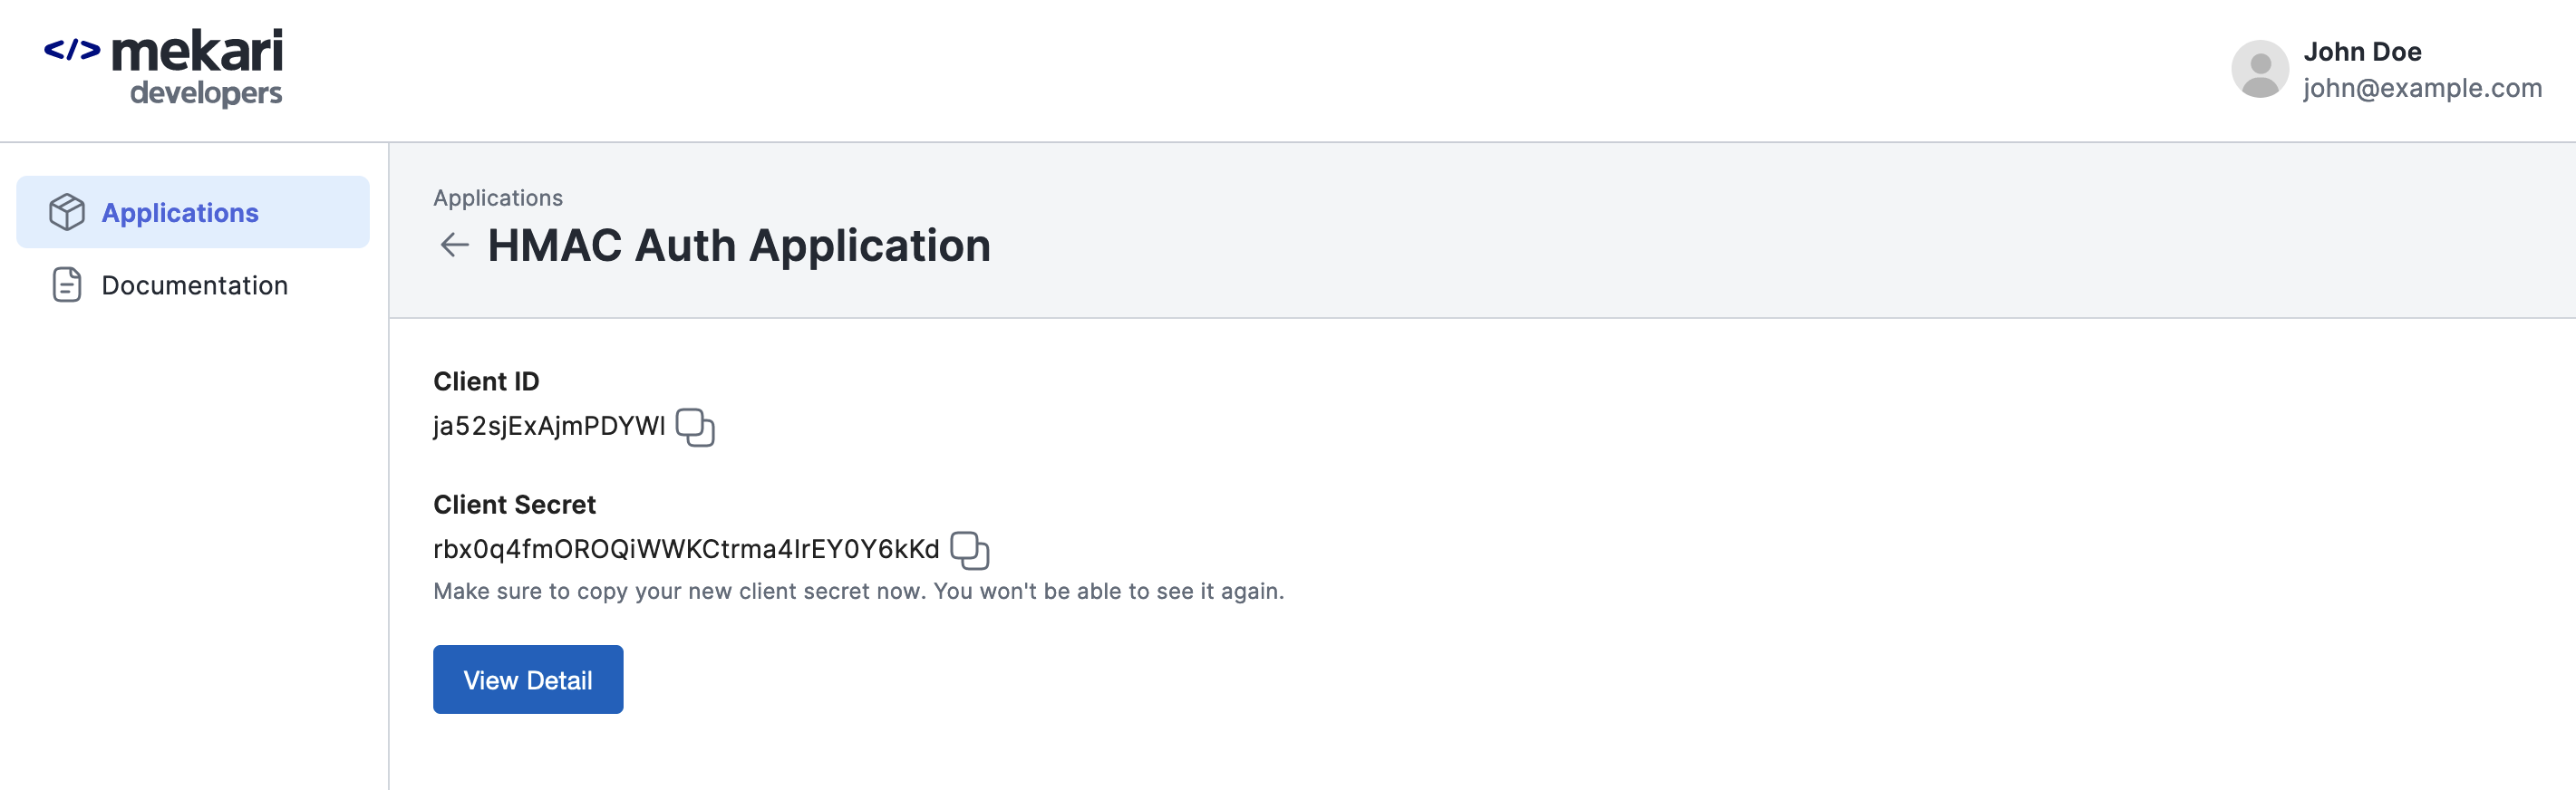 </> mekari
developers
John Doe
john@example.com
Applications
Documentation
Applications
HMAC Auth Application
Client ID
ja52sjExAjmPDYWl
Client Secret
rbx0q4fmOROQiWWKCtrma4IrEY0Y6kKd
Make sure to copy your new client secret now. You won't be able to see it again.
View Detail